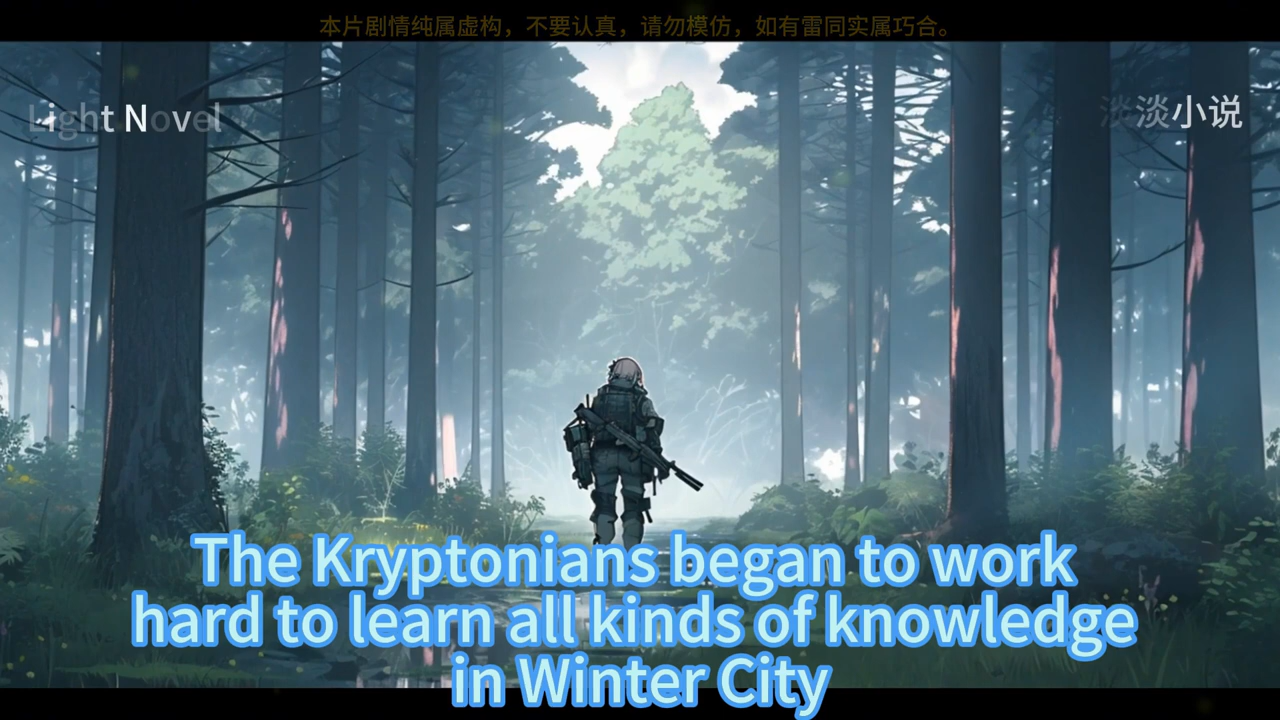 本片剧情纯属虚构，不要认真，请勿模仿，如有雷同实属巧合。
Light Novel
淡淡小说
The Kryptonians began to work
hard to learn all kinds of knowledge
in Winter City